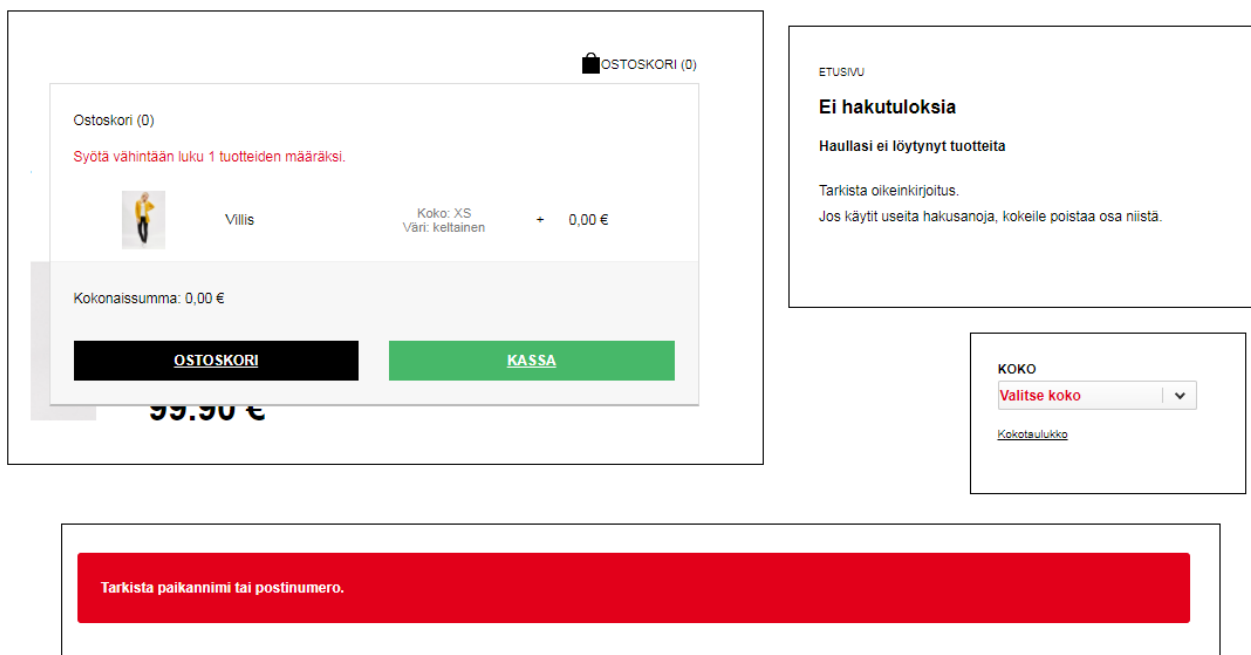 OSTOSKORI (0)
Ostoskori (0)
Syötä vähintään luku 1 tuotteiden määräksi.
Villis
Koko: XS
Väri: keltainen
+
0,00 €
Kokonaissumma: 0,00 €
OSTOSKORI
KASSA
99.90 €
ETUSIVU
Ei hakutuloksia
Haullasi ei löytynyt tuotteita
Tarkista oikeinkirjoitus.
Jos käytit useita hakusanoja, kokeile poistaa osa niistä.
KOKO
Valitse koko
Kokotaulukko
Tarkista paikannimi tai postinumero.